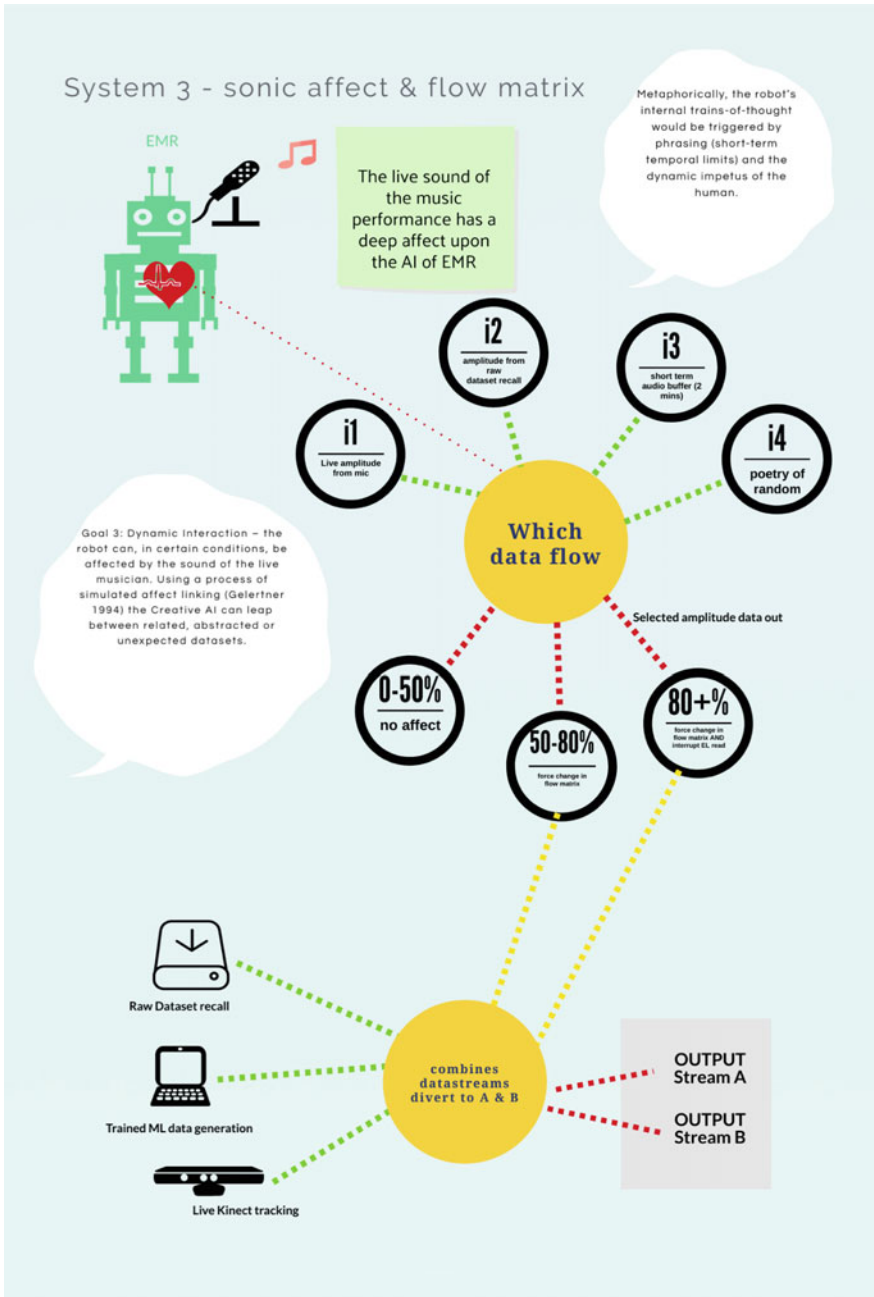 System 3 - sonic affect & flow matrix
EMR
The live sound of
the music
performance has a
deep affect upon
the AI of EMR
Metaphorically, the robot's
internal trains-of-thought
would be triggered by
phrasing (short-term
temporal limits) and the
dynamic impetus of the
human.
i1
Live amplitude
from mic
i2
amplitude from
raw
dataset recall
i3
short term
audio buffer (2
mins)
i4
poetry of
random
Which
data flow
Goal 3: Dynamic Interaction – the
robot can, in certain conditions, be
affected by the sound of the live
musician. Using a process of
simulated affect linking (Gelertner
1994) the Creative AI can leap
between related, abstracted or
unexpected datasets.
Selected amplitude data out
0-50%
no affect
50-80%
force change in
flow matrix
80+%
force change in
flow matrix AND
interrupt EL read
Raw Dataset recall
Trained ML data generation
Live Kinect tracking
combines
datastreams
divert to A & B
OUTPUT
Stream A
OUTPUT
Stream B